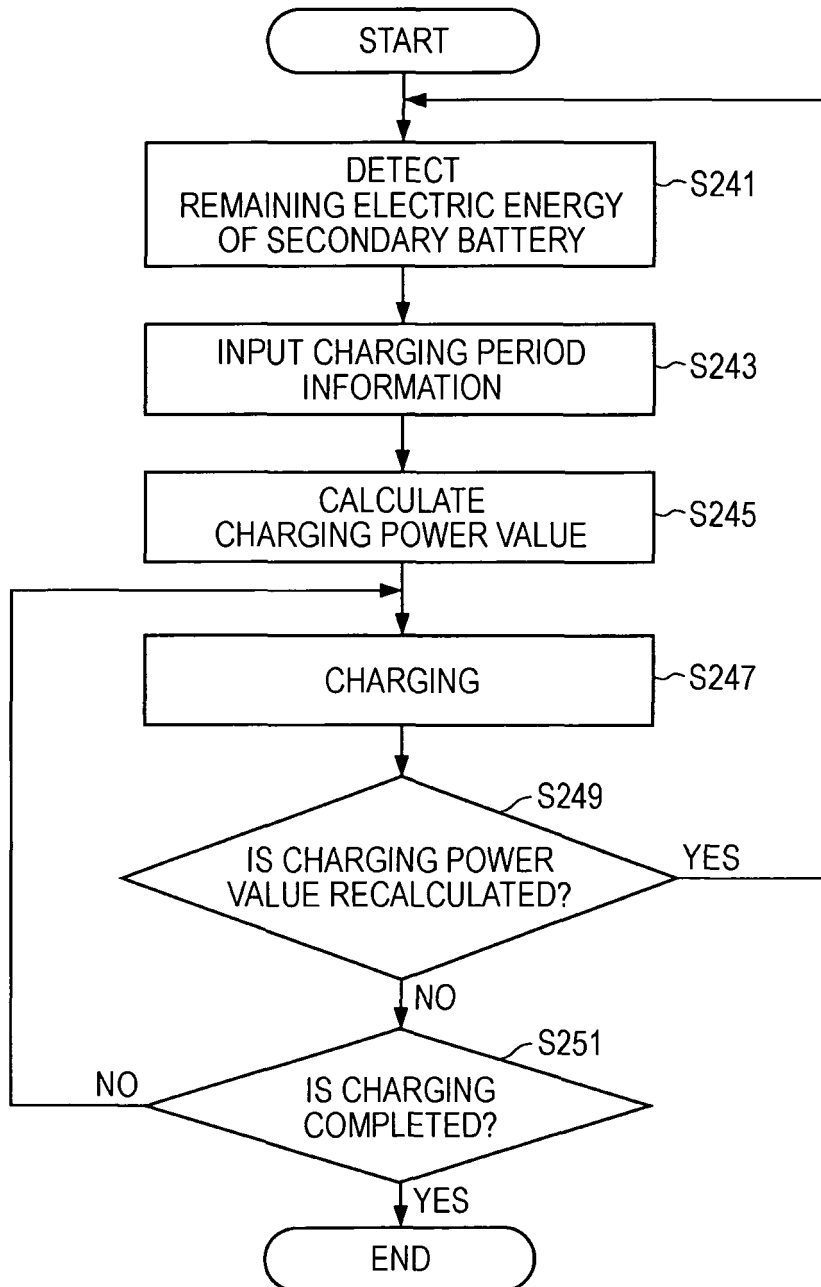 START
DETECT
REMAINING ELECTRIC ENERGY
OF SECONDARY BATTERY
S241
INPUT CHARGING PERIOD
INFORMATION
S243
CALCULATE
CHARGING POWER VALUE
S245
CHARGING
S247
S249
IS CHARGING POWER
VALUE RECALCULATED?
YES
NO
S251
NO
IS CHARGING
COMPLETED?
YES
END